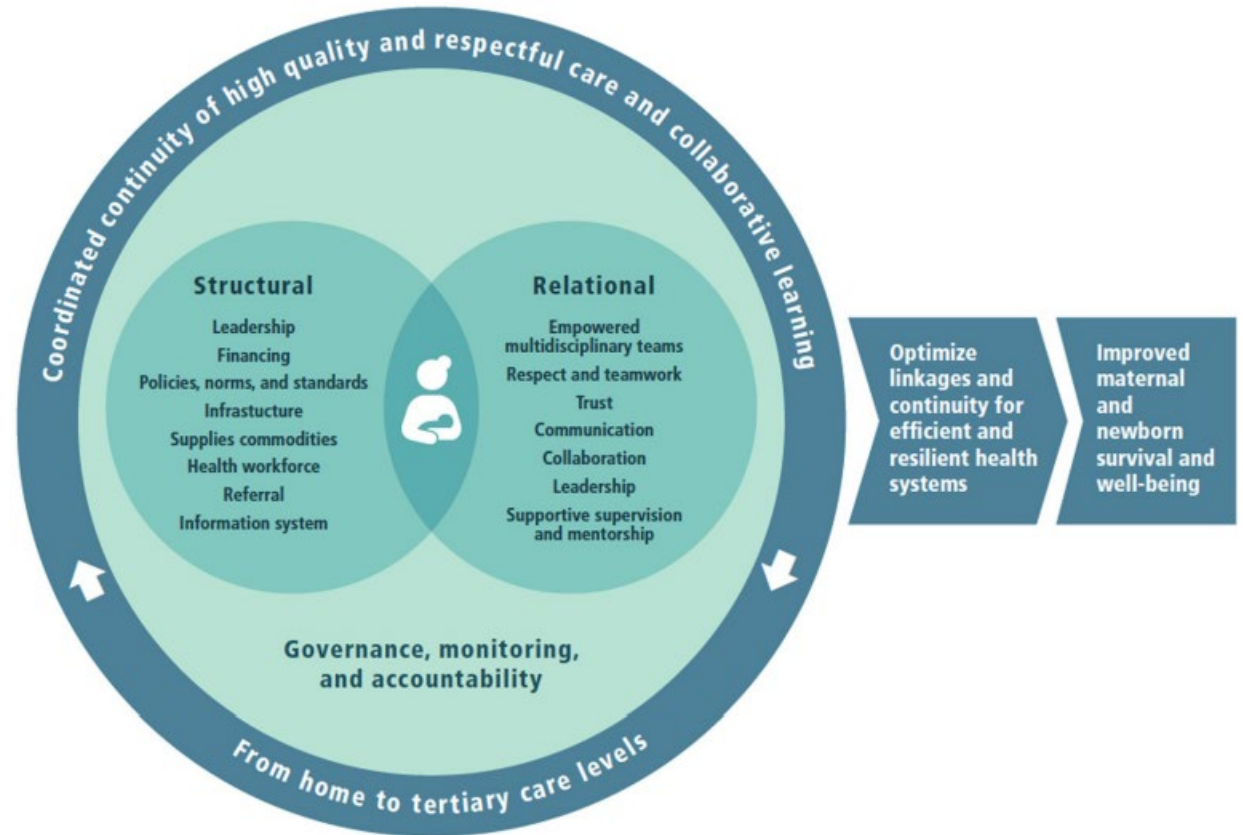 Coordinated continuity of high quality and respectful care and collaborative learning
Structural
Leadership
Financing
Policies, norms, and standards
Infrastucture
Supplies commodities
Health workforce
Referral
Information system
Relational
Empowered
multidisciplinary teams
Respect and teamwork
Trust
Communication
Collaboration
Leadership
Supportive supervision
and mentorship
Governance, monitoring,
and accountability
From home to tertiary care levels
Optimize
linkages and
continuity for
efficient and
resilient health
systems
Improved
maternal
and
newborn
survival and
well-being